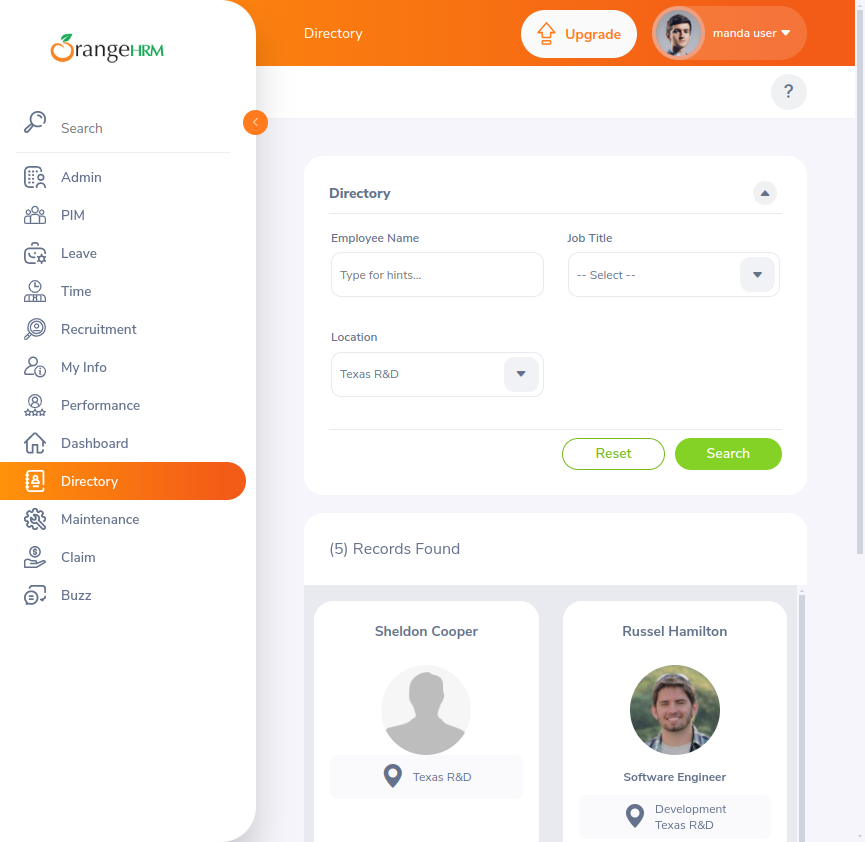 OrangeHRM
Directory
Upgrade
manda user
?
Search
Admin
PIM
Leave
Time
Recruitment
My Info
Performance
Dashboard
Directory
Maintenance
Claim
Buzz
Directory
Employee Name
Job Title
Type for hints...
-- Select --
Location
Texas R&D
Reset
Search
(5) Records Found
Sheldon Cooper
Texas R&D
Russel Hamilton
Software Engineer
Development
Texas R&D